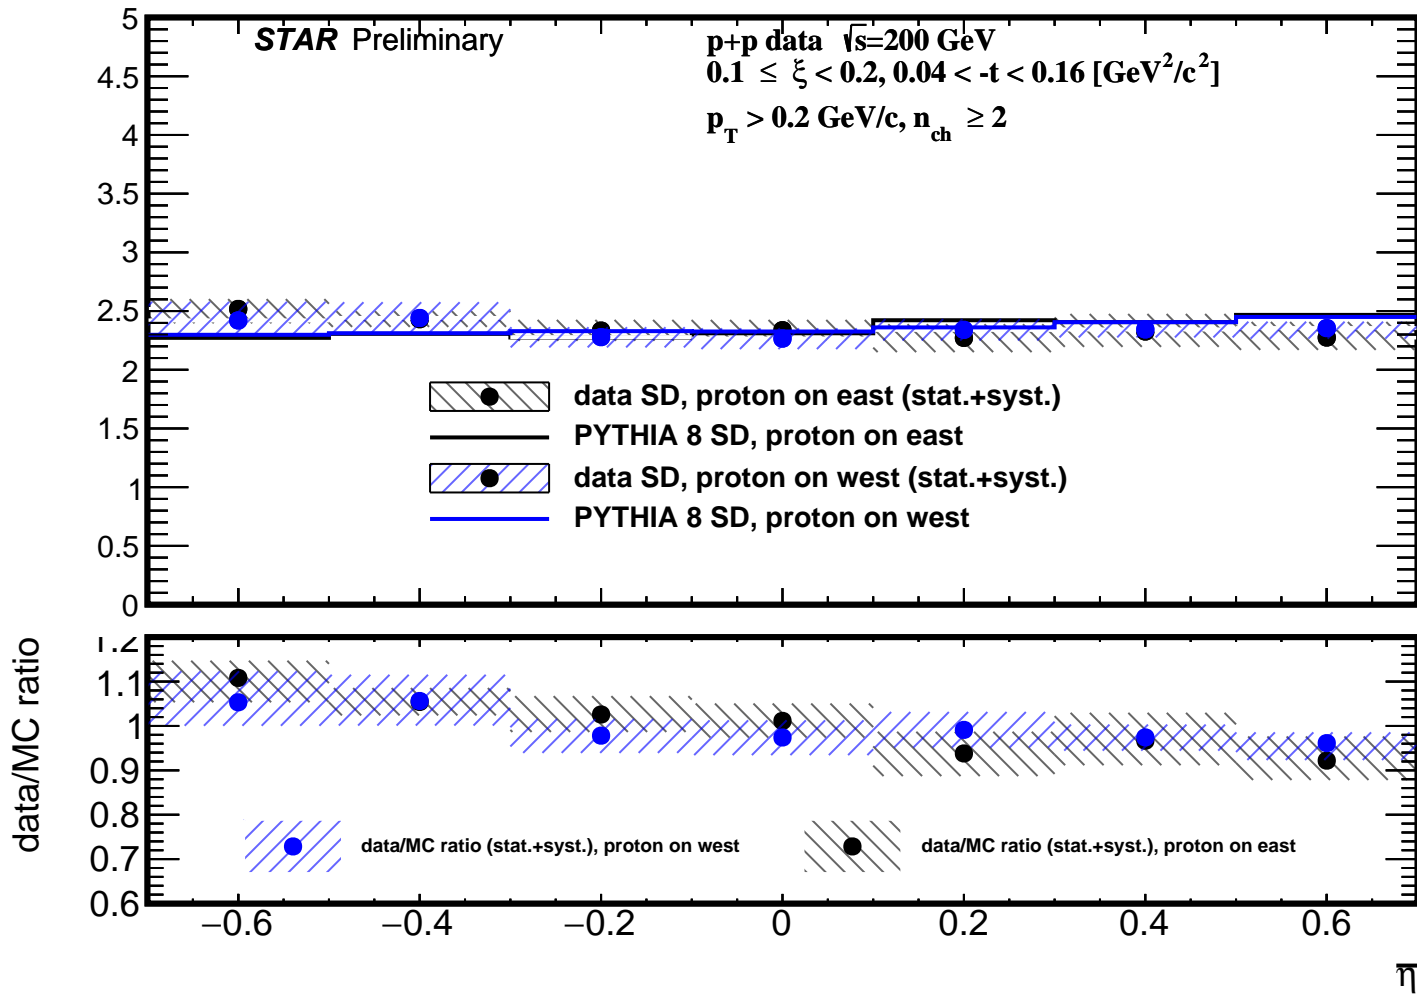 STAR Preliminary
p+p data √s=200 GeV
0.1 ≤ ξ < 0.2, 0.04 < -t < 0.16 [GeV²/c²]
p_T > 0.2 GeV/c, n_ch ≥ 2
5
4.5
4
3.5
3
2.5
2
1.5
1
0.5
0
data SD, proton on east (stat.+syst.)
PYTHIA 8 SD, proton on east
data SD, proton on west (stat.+syst.)
PYTHIA 8 SD, proton on west
data/MC ratio
1.2
1.1
1
0.9
0.8
0.7
0.6
data/MC ratio (stat.+syst.), proton on west
data/MC ratio (stat.+syst.), proton on east
−0.6 −0.4 −0.2 0 0.2 0.4 0.6
η̅